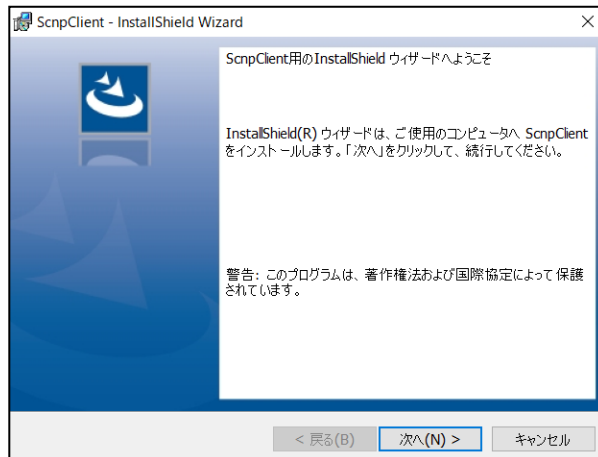 ScnpClient - InstallShield Wizard
ScnpClient用のInstallShield ウィザードへようこそ
InstallShield(R) ウィザードは、ご使用のコンピュータへ ScnpClient
をインストールします。「次へ」をクリックして、続行してください。
警告: このプログラムは、著作権法および国際協定によって保護
されています。
< 戻る(B) 次へ(N) > キャンセル